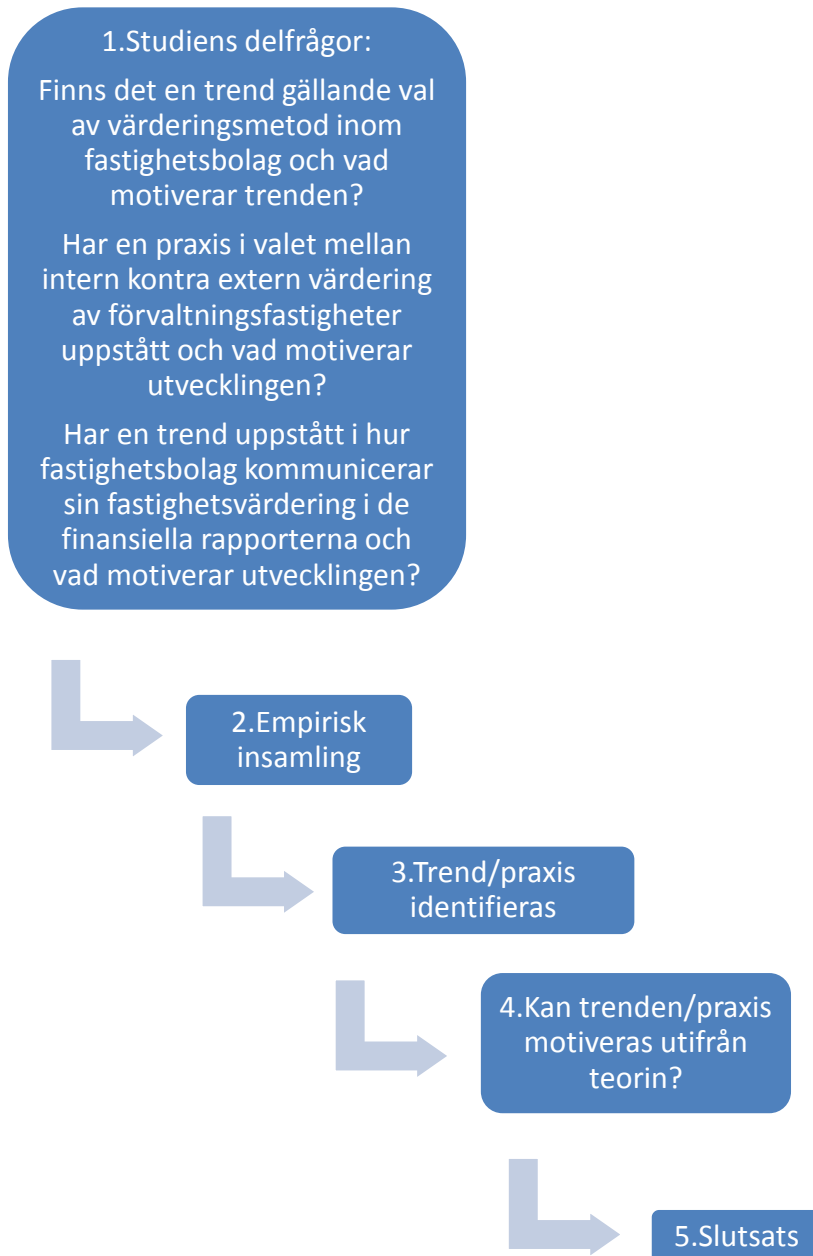 1.Studiens delfrågor:
Finns det en trend gällande val
av värderingsmetod inom
fastighetsbolag och vad
motiverar trenden?
Har en praxis i valet mellan
intern kontra extern värdering
av förvaltningsfastigheter
uppstått och vad motiverar
utvecklingen?
Har en trend uppstått i hur
fastighetsbolag kommunicerar
sin fastighetsvärdering i de
finansiella rapporterna och
vad motiverar utvecklingen?
2.Empirisk
insamling
3.Trend/praxis
identifieras
4.Kan trenden/praxis
motiveras utifrån
teorin?
5.Slutsats